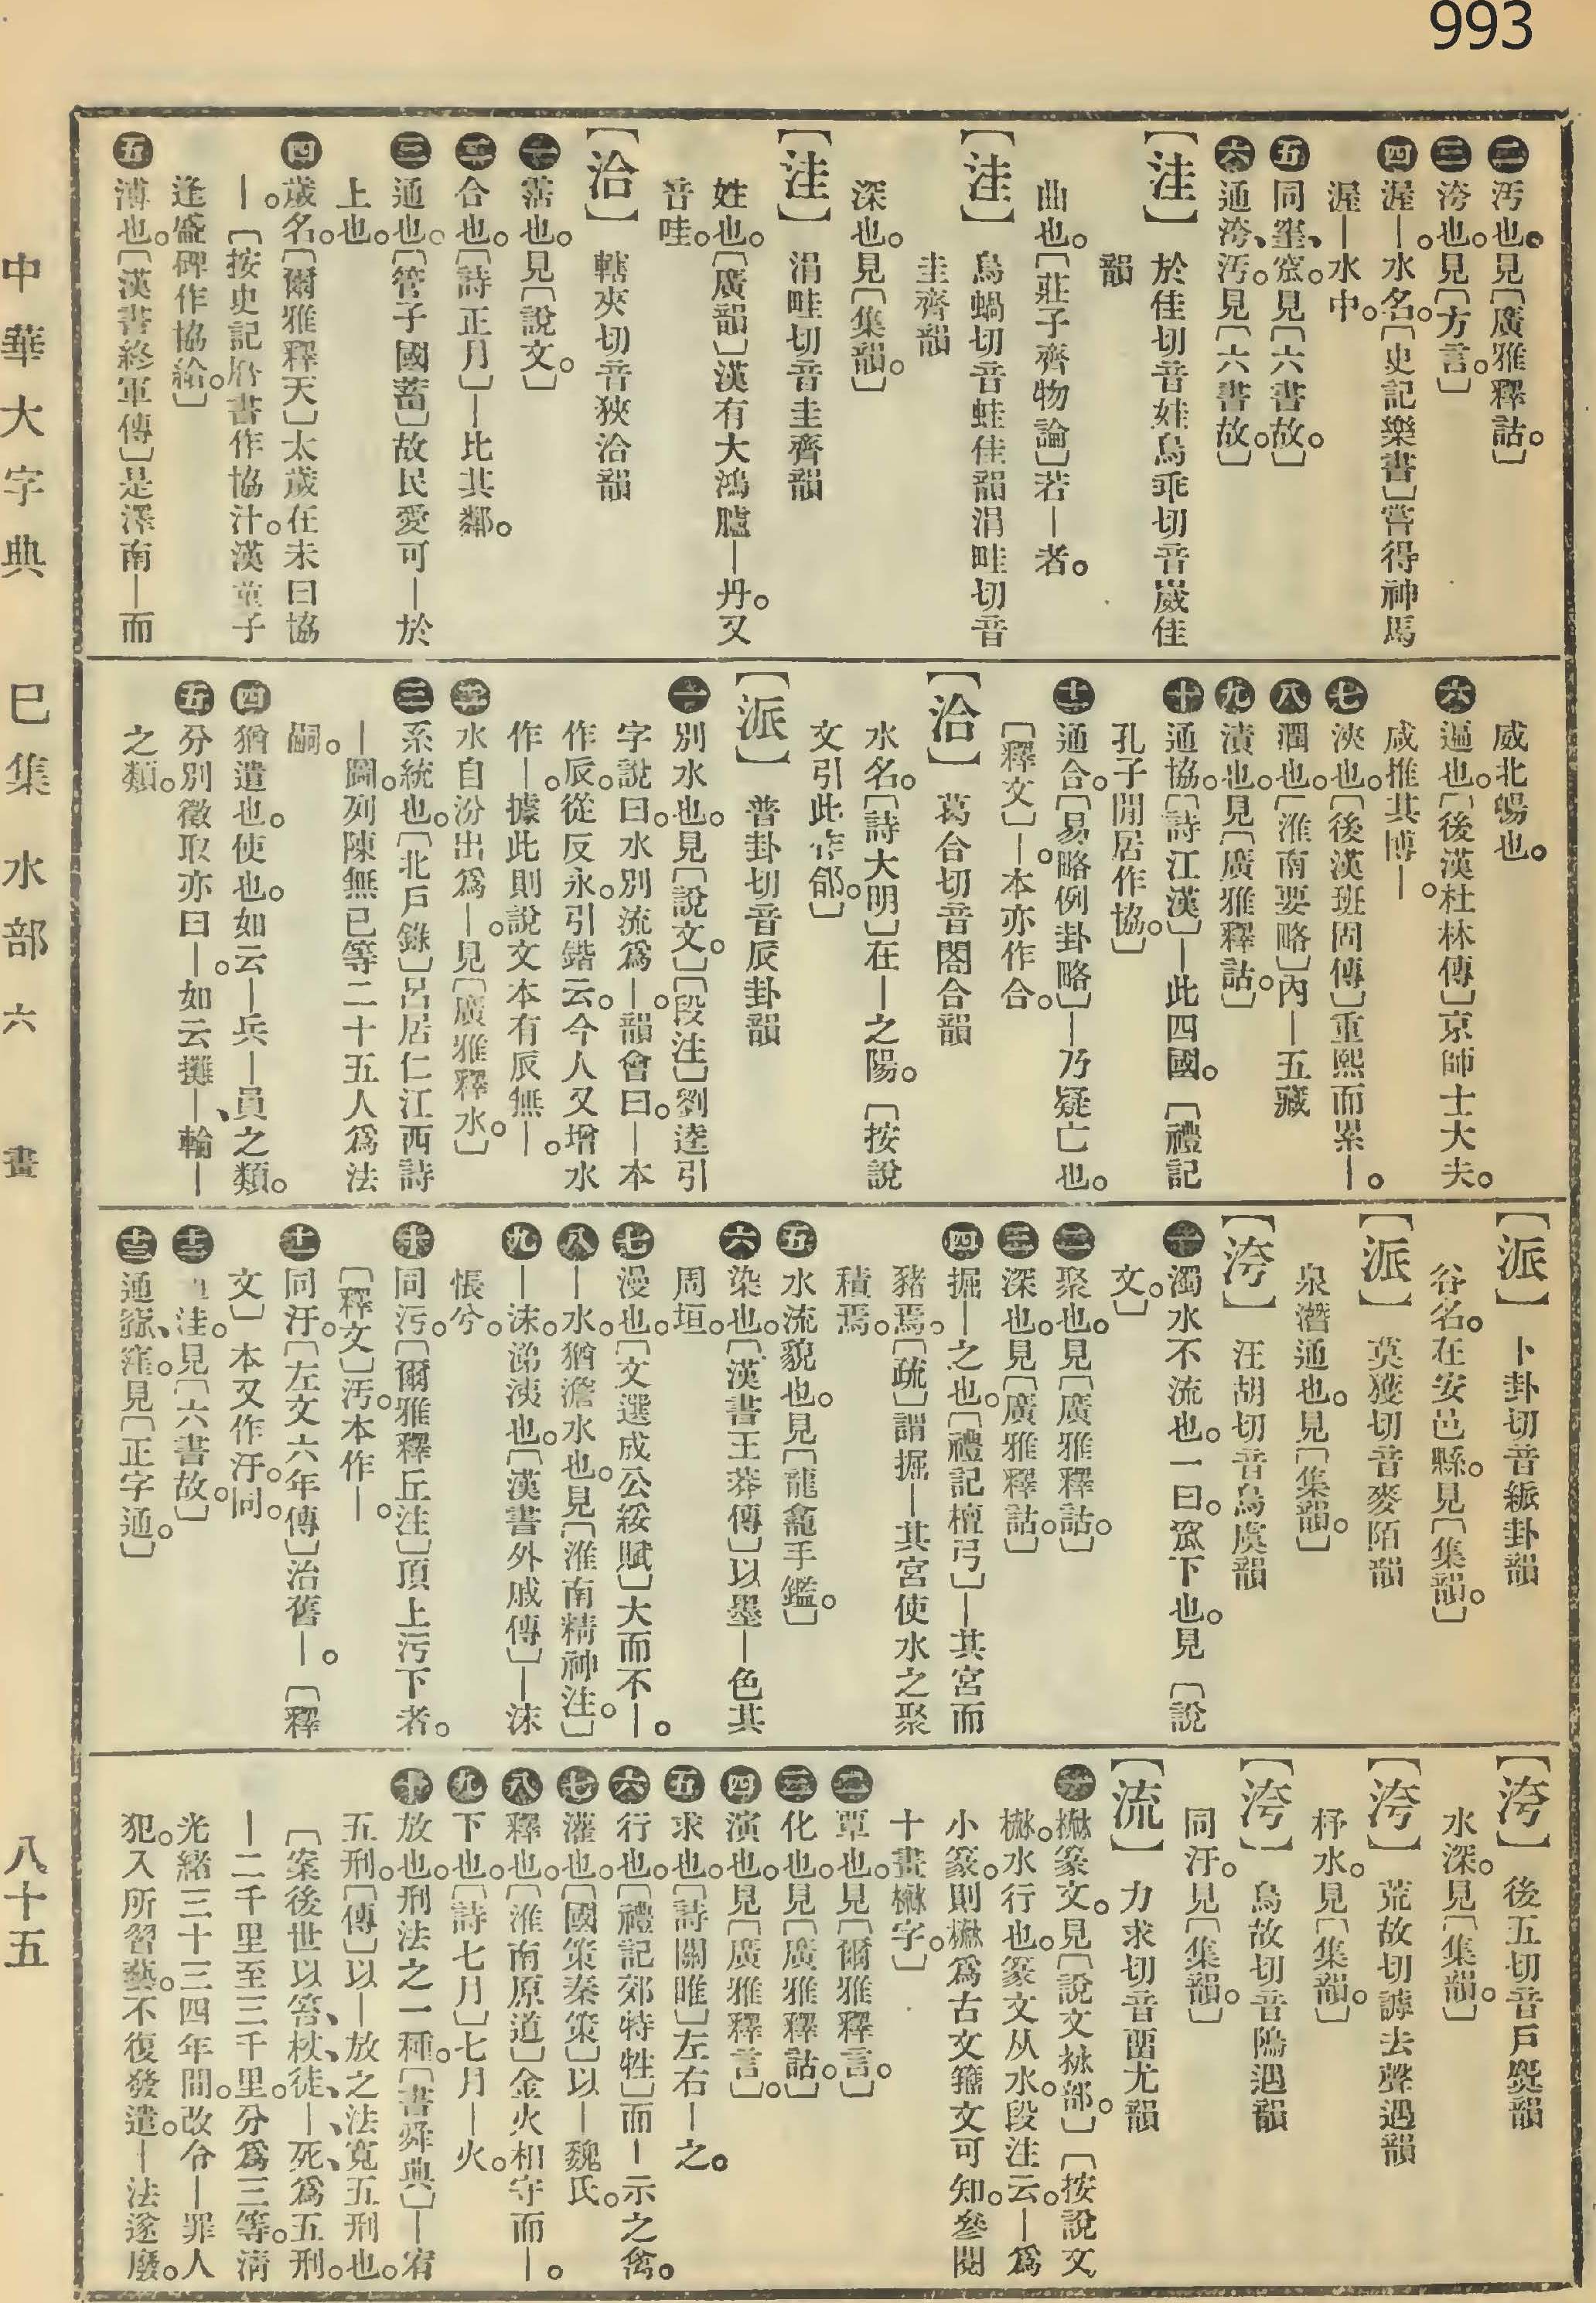 993
㊁汚也。見〔廣雅釋詁。〕
㊂洿也。見〔方言。〕
㊃渥—。水名。〔史記樂書〕嘗得神馬
渥—水中。
㊄同窪、窊。見〔六書故。〕
㊅通洿、汚。見〔六書故。〕
【洼】於佳切音娃烏乖切音崴佳
韻
曲也。〔莊子齊物論〕若—者。
【洼】烏蝸切音蛙佳韻涓畦切音
圭齊韻
深也。見〔集韻。〕
【洼】涓畦切音圭齊韻
姓也。〔廣韻〕漢有大鴻臚—丹。又
音哇。
【洽】轄夾切音狹洽韻
㊀霑也。見〔說文。〕
㊁合也。〔詩正月〕—比其鄰。
㊂通也。〔管子國蓄〕故民愛可—於
上也。
㊃歲名。〔爾雅釋天〕太歲在未曰協
—。〔按史記曆書作協汁。漢童子
逢盛碑作協給。〕
㊄溥也。〔漢書終軍傳〕是澤南—而
威北暢也。
㊅遍也。〔後漢杜林傳〕京師士大夫。
咸推其博—。
㊆浹也。〔後漢班固傳〕重熙而累—。
㊇潤也。〔淮南要略〕內—五藏
㊈漬也。見〔廣雅釋詁。〕
㊉通協。〔詩江漢〕—此四國。〔禮記
孔子閒居作協。〕
⑪通合。〔易略例卦略〕—乃疑亡也。
〔釋文〕—。本亦作合。
【洽】葛合切音閤合韻
水名。〔詩大明〕在—之陽。〔按說
文引此作郃。〕
【派】普卦切音𠂢卦韻
㊀別水也。見〔說文。〕〔段注〕劉逵引
字說曰。水別流爲—。韻會曰。—本
作𠂢。從反永。引鍇云。今人又增水
作—。據此則說文本有𠂢無—。
㊁水自汾出爲—。見〔廣雅釋水。〕
㊂系統也。〔北戶錄〕呂居仁江西詩
—圖。列陳無已等二十五人爲法
嗣。
㊃猶遣也。使也。如云—兵—員之類。
㊄分別徵取亦曰—。如云攤—、輪—
之類。
【派】卜卦切音紙卦韻
谷名。在安邑縣。見〔集韻。〕
【派】莫獲切音麥陌韻
泉潛通也。見〔集韻。〕
【洿】汪胡切音烏虞韻
㊀濁水不流也。一曰。窊下也。見〔說
文。〕
㊁聚也。見〔廣雅釋詁。〕
㊂深也。見〔廣雅釋詁。〕
㊃掘—之也。〔禮記檀弓〕—其宮而
豬焉。〔疏〕謂掘—其宮使水之聚
積焉。
㊄水流貌也。見〔龍龕手鑑。〕
㊅染也。〔漢書王莽傳〕以墨—色其
周垣。
㊆漫也。〔文選成公綏賦〕大而不—。
㊇—水。猶澹水也。見〔淮南精神注。〕
㊈—沬。涕洟也。〔漢書外戚傳〕—沬
悵兮。
㊉同污。〔爾雅釋丘注〕頂上污下者。
〔釋文〕汚。本作—。
⑪同汙。〔左文六年傳〕治舊—。〔釋
文〕本又作汙。同。
⑫洼。見〔六書故。〕
⑬通窳、窪。見〔正字通。〕
【洿】後五切音戶麌韻
水深。見〔集韻。〕
【洿】荒故切謼去聲遇韻
杼水。見〔集韻。〕
【洿】烏故切音隖遇韻
同汙。見〔集韻。〕
【流】力求切音畱尤韻
㊀㵉篆文。見〔說文沝部。〕〔按說文
㵉。水行也。篆文从水。段注云。—爲
小篆。則㵉爲古文籀文可知。參閱
十畫㵉字。〕
㊁覃也。見〔爾雅釋言。〕
㊂化也。見〔廣雅釋詁。〕
㊃演也。見〔廣雅釋言。〕
㊄求也。〔詩關雎〕左右—之。
㊅行也。〔禮記郊特牲〕而—示之禽。
㊆灌也。〔國策秦策〕以—魏氏。
㊇釋也。〔淮南原道〕金火相守而—。
㊈下也。〔詩七月〕七月—火。
㊉放也。刑法之一種。〔書舜典〕—宥
五刑。〔傳〕以—放之法寬五刑也。
〔案後世以笞、杖、徒、—、死、爲五刑。
—二千里至三千里。分爲三等。淸
光緒三十三四年間。改令—罪人
犯。入所習藝。不復發遣。—法遂廢。
中華大字典 巳集 水部 六畫 八十五